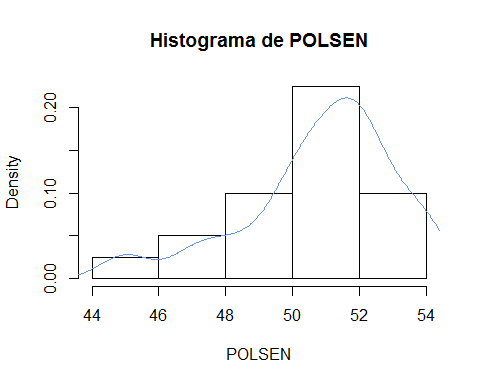 Histograma de POLSEN
Density
0.20
0.10
0.00
44 46 48 50 52 54
POLSEN